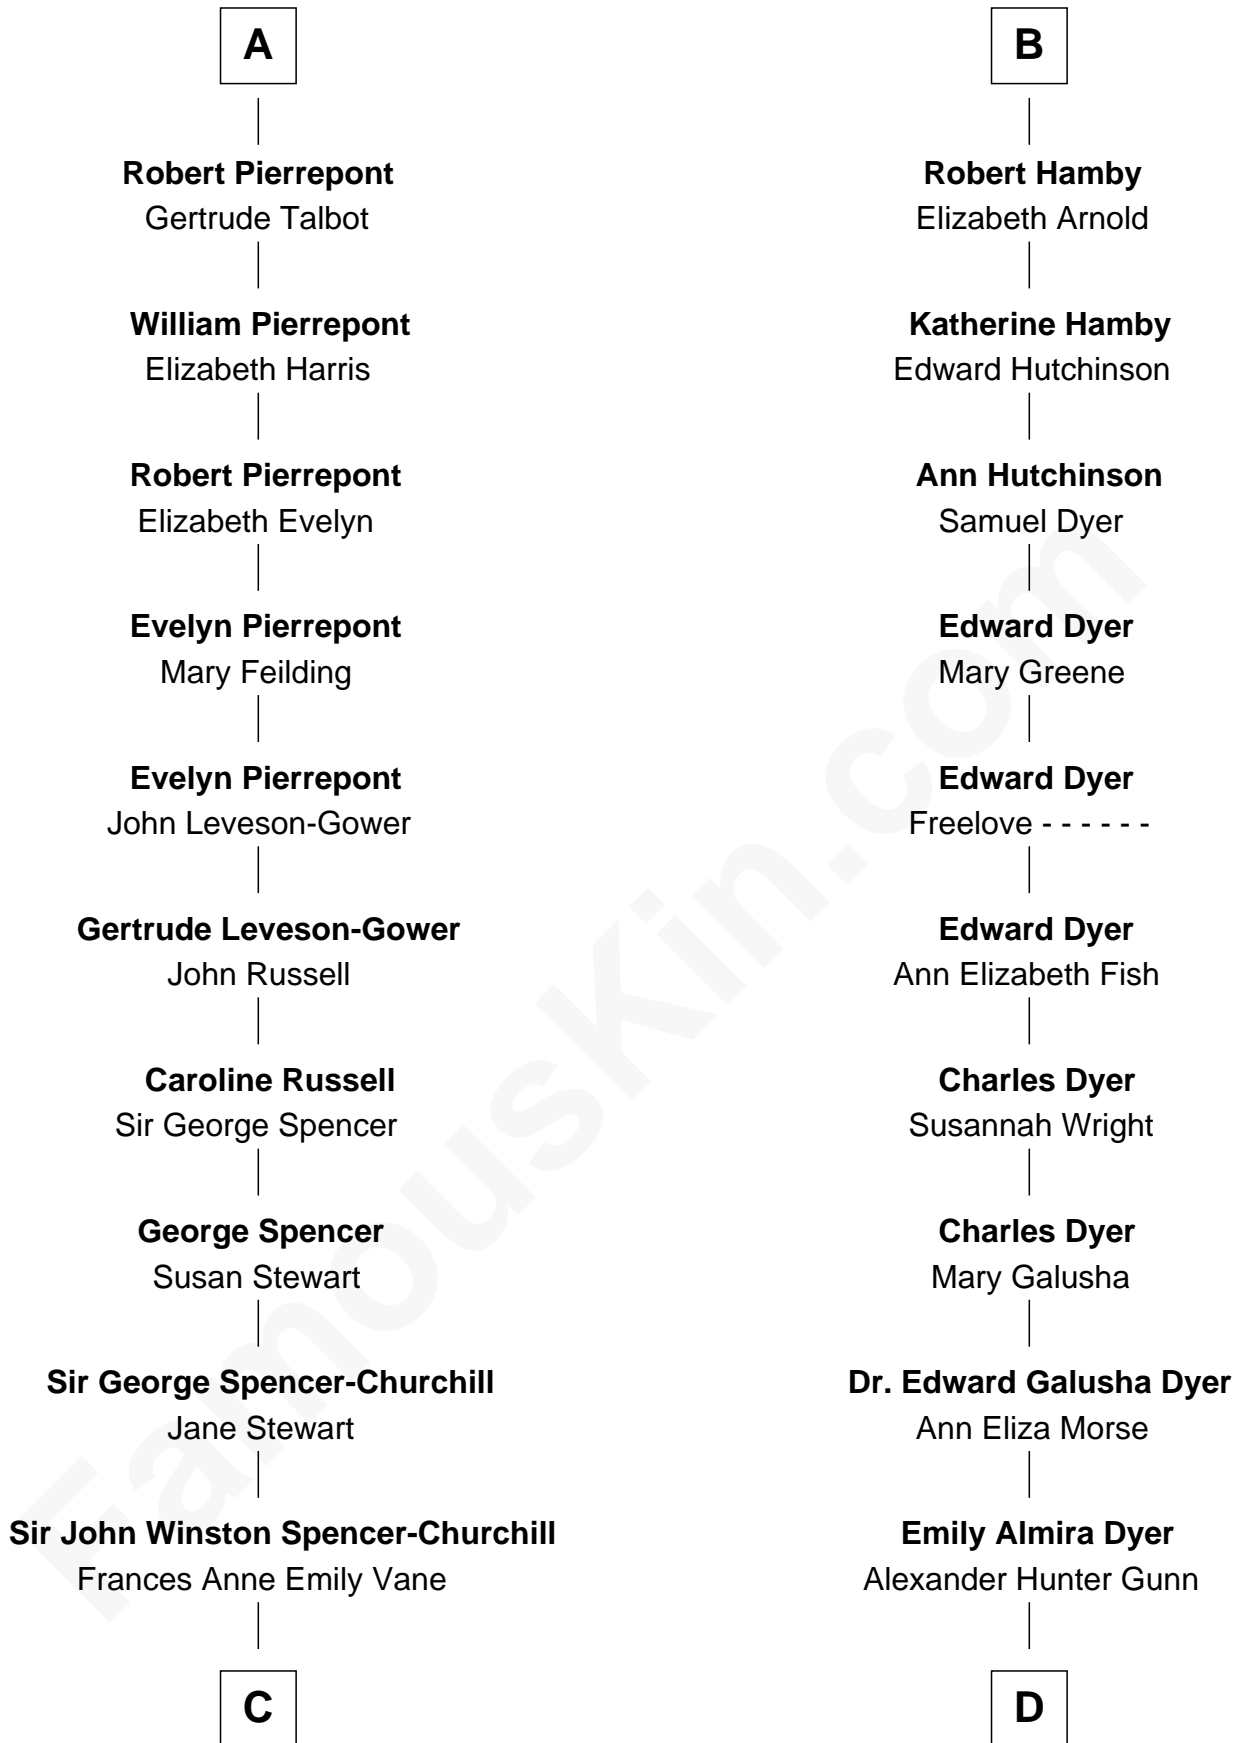 A
Robert Pierrepont
Gertrude Talbot
William Pierrepont
Elizabeth Harris
Robert Pierrepont
Elizabeth Evelyn
Evelyn Pierrepont
Mary Feilding
Evelyn Pierrepont
John Leveson-Gower
Gertrude Leveson-Gower
John Russell
Caroline Russell
Sir George Spencer
George Spencer
Susan Stewart
Sir George Spencer-Churchill
Jane Stewart
Sir John Winston Spencer-Churchill
Frances Anne Emily Vane
C
B
Robert Hamby
Elizabeth Arnold
Katherine Hamby
Edward Hutchinson
Ann Hutchinson
Samuel Dyer
Edward Dyer
Mary Greene
Edward Dyer
Freelove - - - - - -
Edward Dyer
Ann Elizabeth Fish
Charles Dyer
Susannah Wright
Charles Dyer
Mary Galusha
Dr. Edward Galusha Dyer
Ann Eliza Morse
Emily Almira Dyer
Alexander Hunter Gunn
D
FamousKin.com